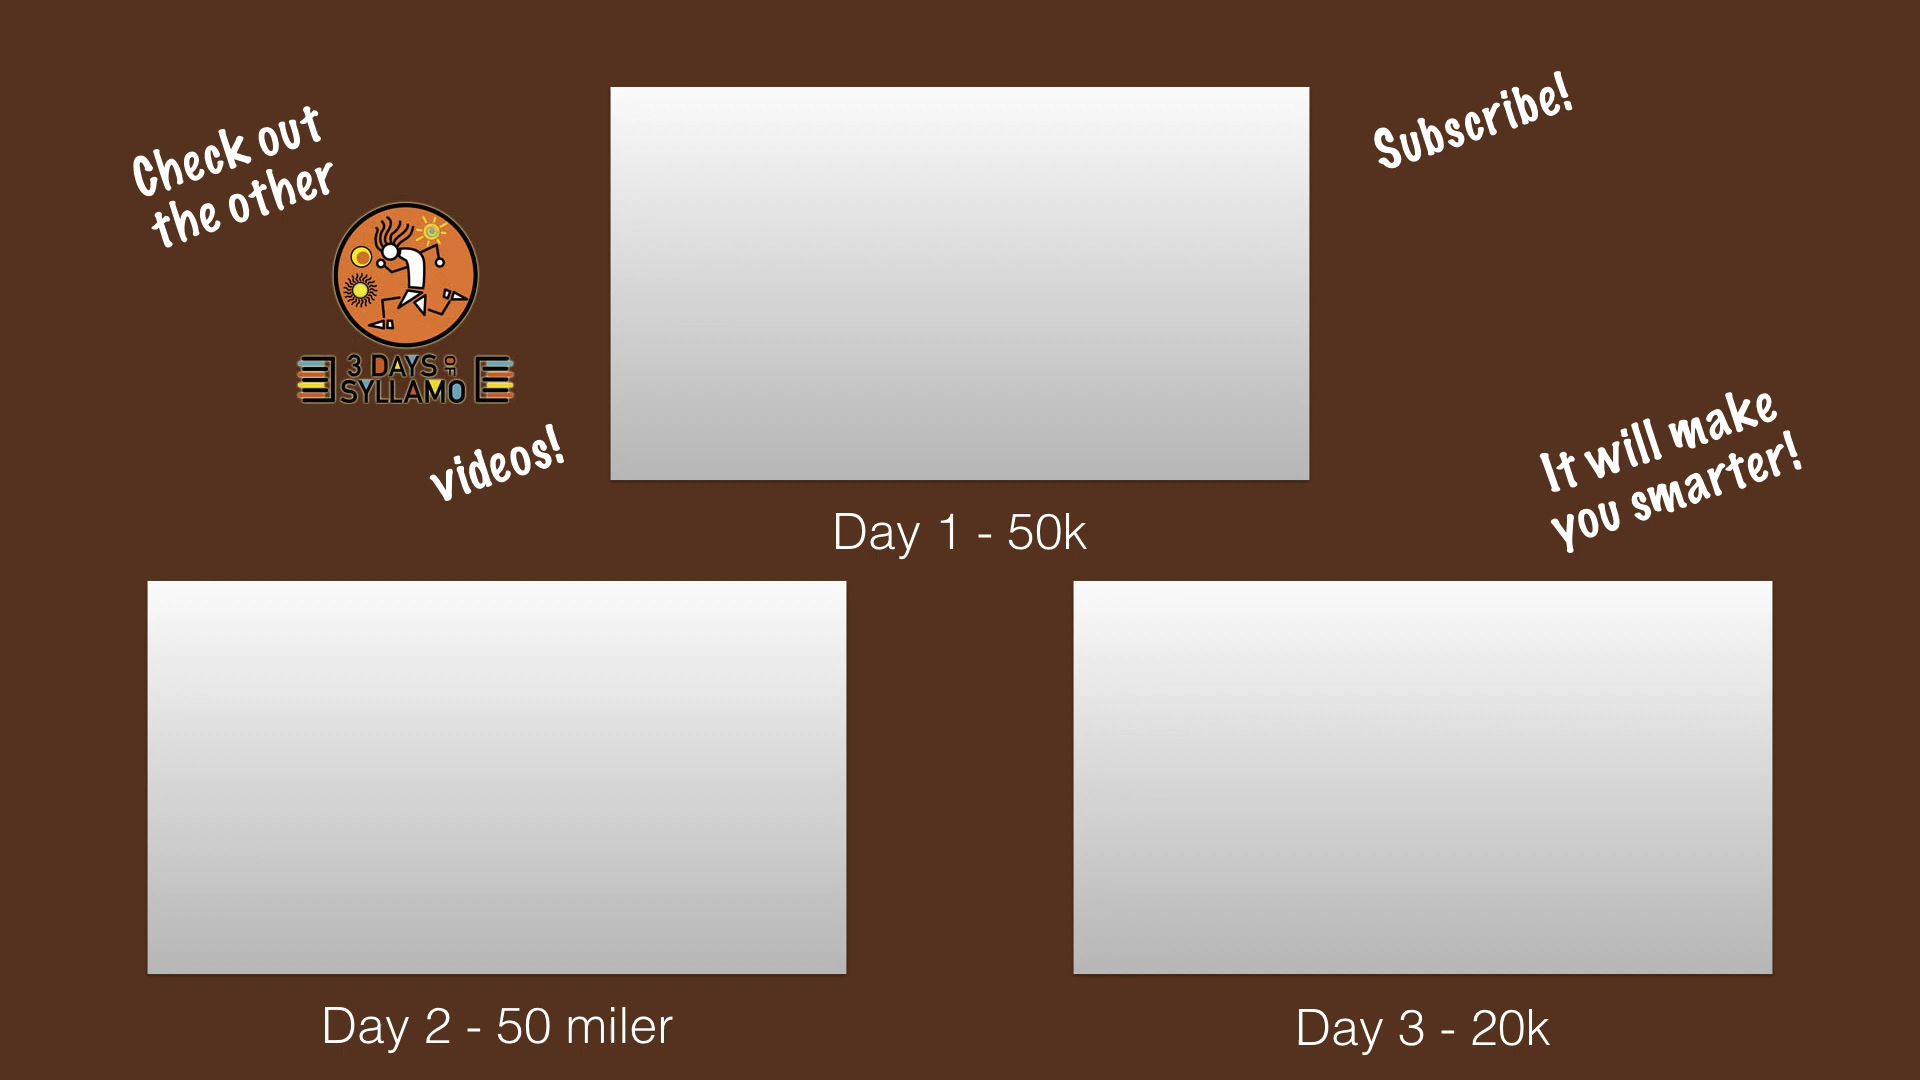 Check out
the other
3 DAYS OF
SYLLAMO
videos!
Subscribe!
It will make
you smarter!
Day 1 - 50k
Day 2 - 50 miler
Day 3 - 20k